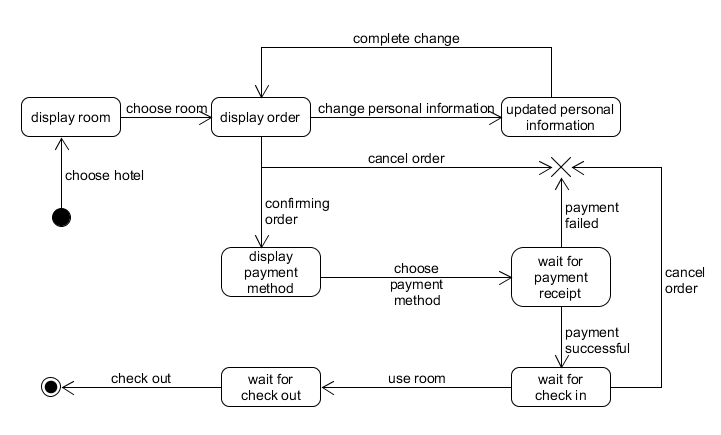 complete change
display room
choose room
display order
change personal information
updated personal
information
cancel order
choose hotel
confirming
order
payment
failed
display
payment
method
choose
payment
method
wait for
payment
receipt
cancel
order
payment
successful
check out
wait for
check out
use room
wait for
check in